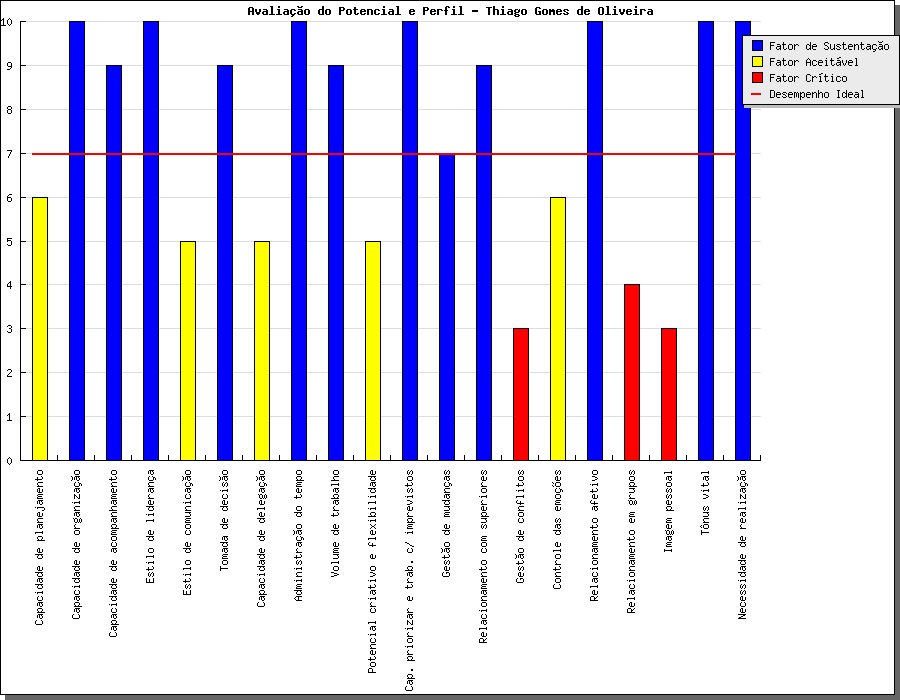 Avaliação do Potencial e Perfil - Thiago Gomes de Oliveira
Fator de Sustentação
Fator Aceitável
Fator Crítico
Desempenho Ideal
10
9
8
7
6
5
4
3
2
1
0
Capacidade de planejamento
Capacidade de organização
Capacidade de acompanhamento
Estilo de liderança
Estilo de comunicação
Tomada de decisão
Capacidade de delegação
Administração do tempo
Volume de trabalho
Potencial criativo e flexibilidade
Cap. priorizar e trab. c/ imprevistos
Gestão de mudanças
Relacionamento com superiores
Gestão de conflitos
Controle das emoções
Relacionamento afetivo
Relacionamento em grupos
Imagem pessoal
Tônus vital
Necessidade de realização